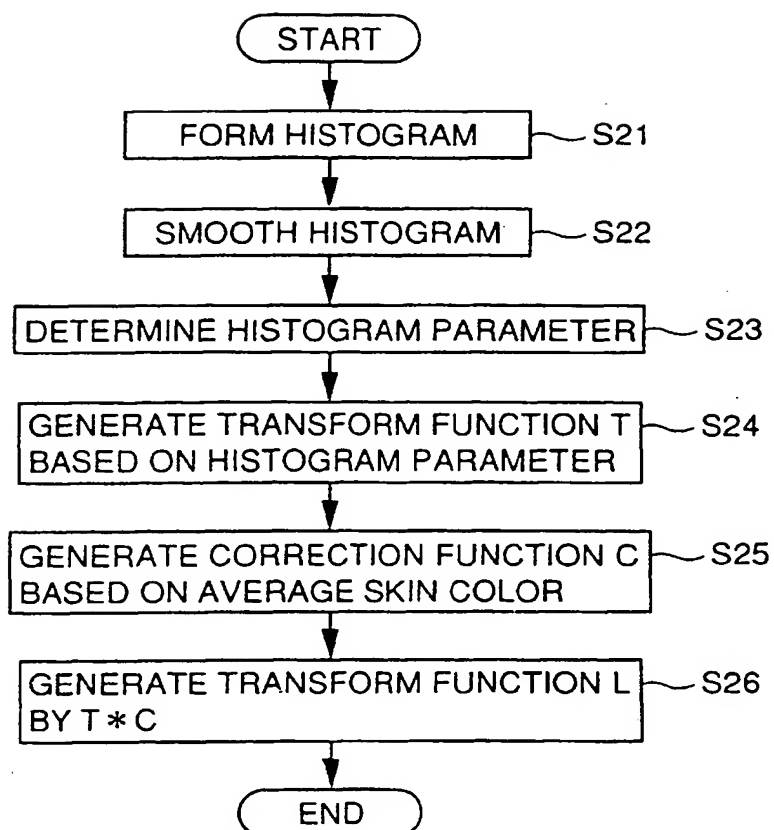 START
FORM HISTOGRAM
S21
SMOOTH HISTOGRAM
S22
DETERMINE HISTOGRAM PARAMETER
S23
GENERATE TRANSFORM FUNCTION T
BASED ON HISTOGRAM PARAMETER
S24
GENERATE CORRECTION FUNCTION C
BASED ON AVERAGE SKIN COLOR
S25
GENERATE TRANSFORM FUNCTION L
BY T * C
S26
END